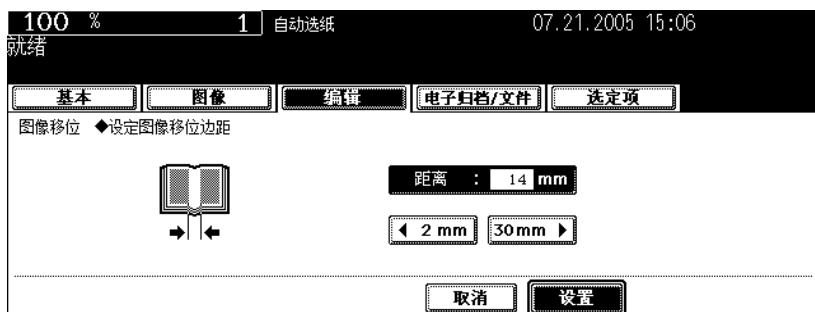 100 % 1 自动选纸 07.21.2005 15:06
就绪
基本 图像 编辑 电子归档/文件 选定项
图像移位 ◆设定图像移位边距
距离 : 14 mm
◀ 2 mm 30mm ▶
取消 设置